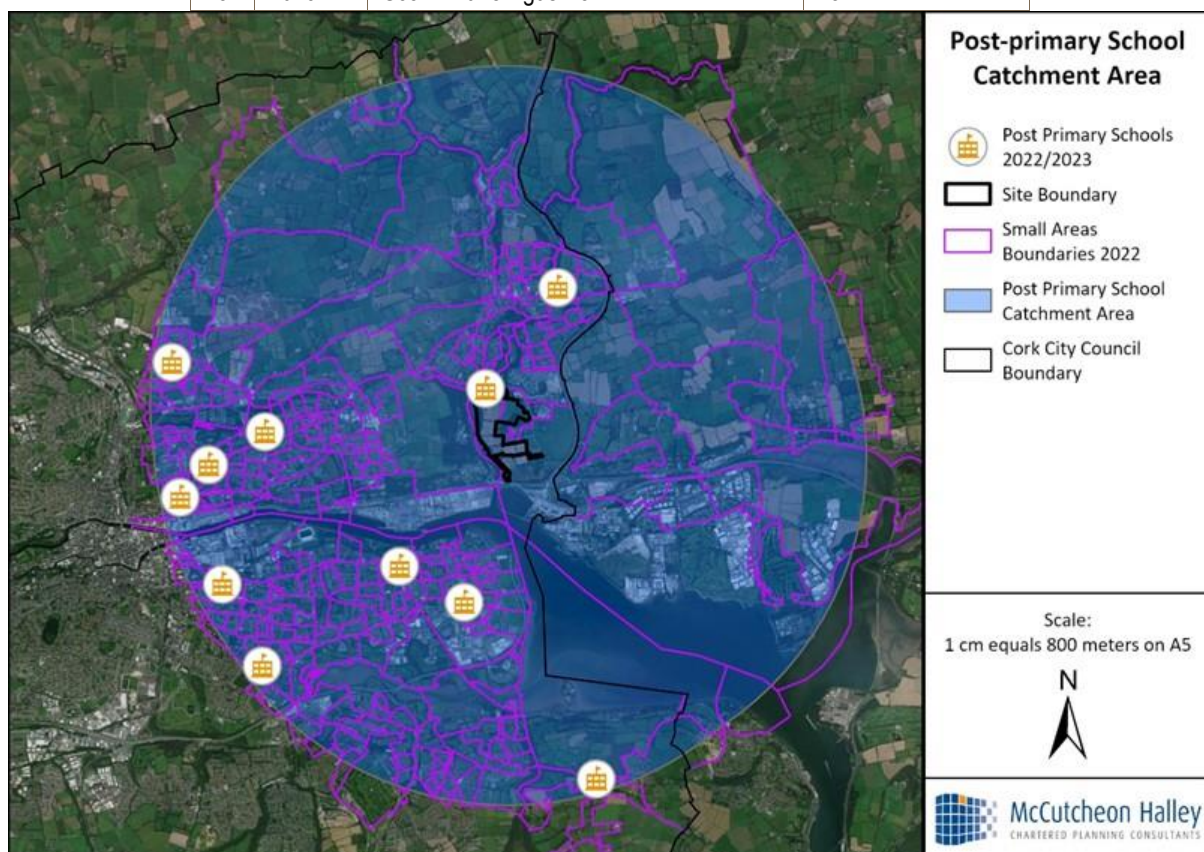 Post-primary School
Catchment Area
Post Primary Schools
2022/2023
Site Boundary
Small Areas
Boundaries 2022
Post Primary School
Catchment Area
Cork City Council
Boundary
Scale:
1 cm equals 800 meters on A5
N
McCutcheon Halley
CHARTERED PLANNING CONSULTANTS